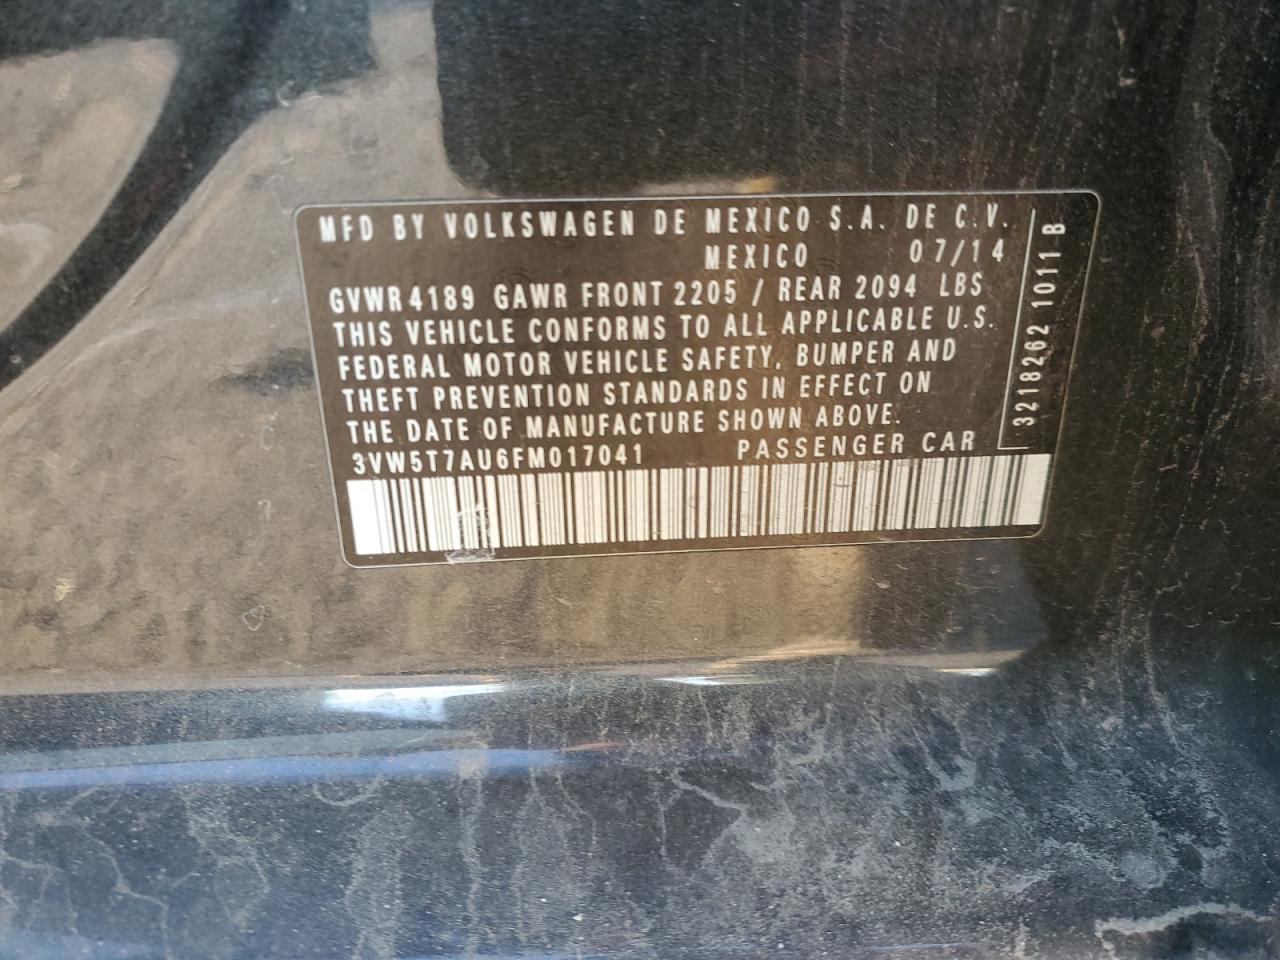 MFD BY VOLKSWAGEN DE MEXICO S.A. DE C.V.
MEXICO 07/14
GVWR 4189 GAWR FRONT 2205 / REAR 2094 LBS
THIS VEHICLE CONFORMS TO ALL APPLICABLE U.S.
FEDERAL MOTOR VEHICLE SAFETY, BUMPER AND
THEFT PREVENTION STANDARDS IN EFFECT ON
THE DATE OF MANUFACTURE SHOWN ABOVE.
3VW5T7AU6FM017041 PASSENGER CAR
3218262 1011 B